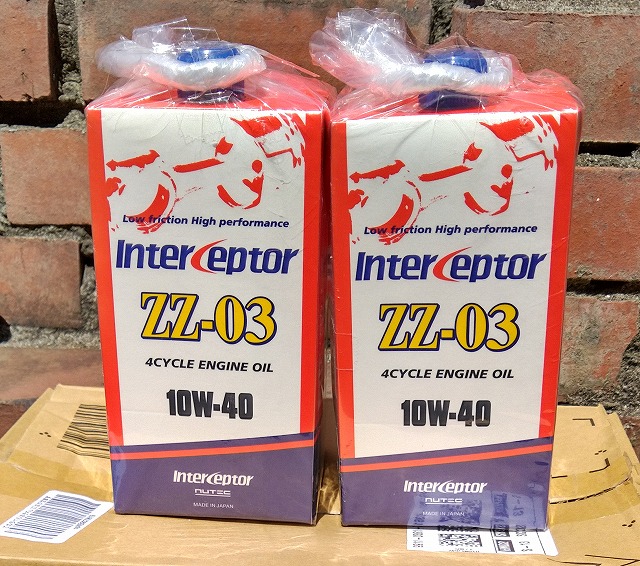 Low friction High performance
Interceptor
ZZ-03
4CYCLE ENGINE OIL
10W-40
Interceptor
NUTEC
MADE IN JAPAN
Low friction High performance
Interceptor
ZZ-03
4CYCLE ENGINE OIL
10W-40
Interceptor
NUTEC
MADE IN JAPAN